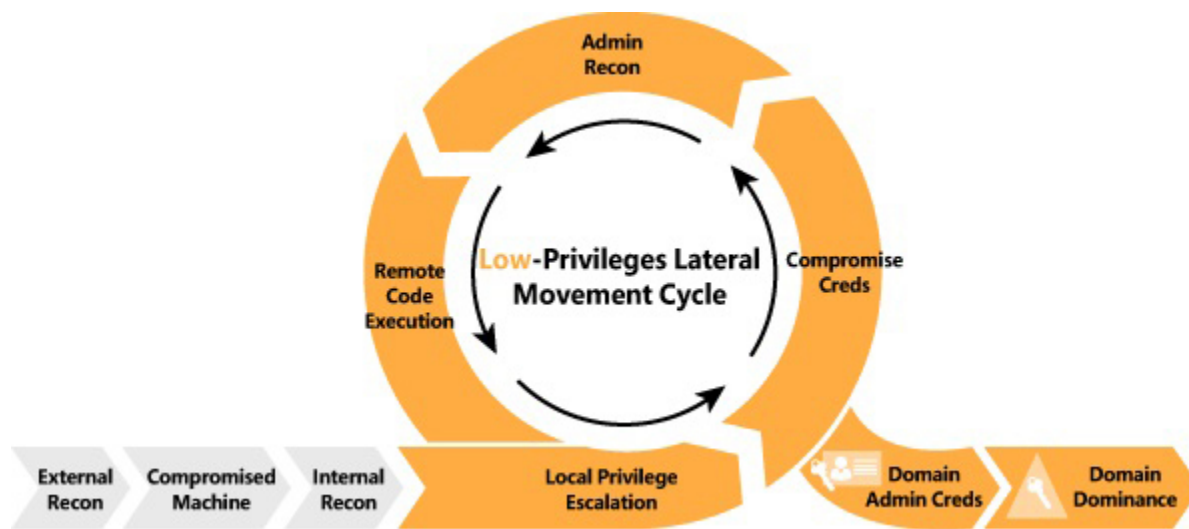 Admin
Recon
Low-Privileges Lateral
Movement Cycle
Compromise
Creds
Remote
Code
Execution
External
Recon
Compromised
Machine
Internal
Recon
Local Privilege
Escalation
Domain
Admin Creds
Domain
Dominance